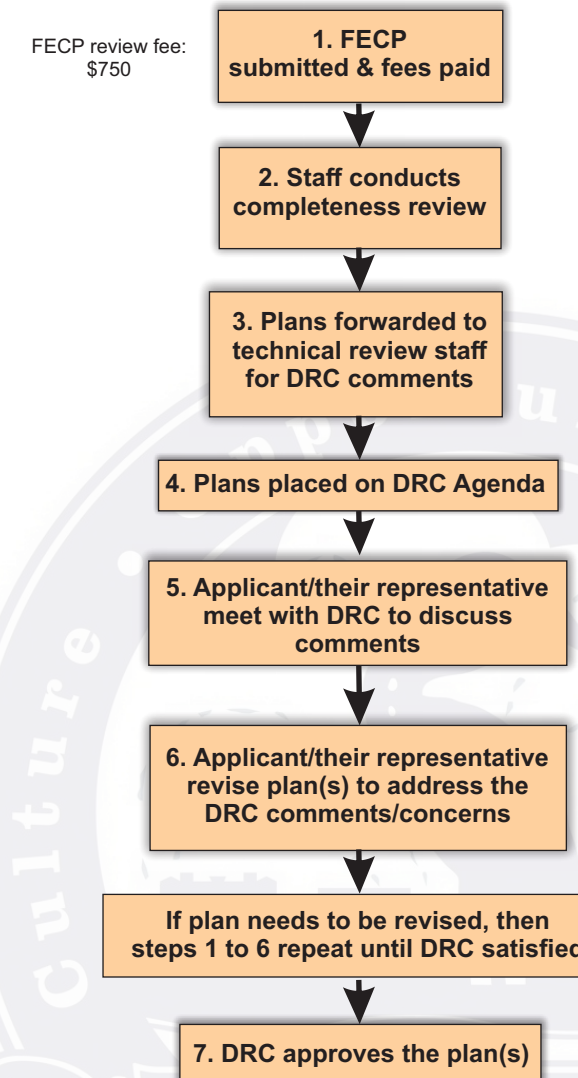 FECP review fee:
$750
1. FECP
submitted & fees paid
2. Staff conducts
completeness review
3. Plans forwarded to
technical review staff
for DRC comments
4. Plans placed on DRC Agenda
5. Applicant/their representative
meet with DRC to discuss
comments
6. Applicant/their representative
revise plan(s) to address the
DRC comments/concerns
If plan needs to be revised, then
steps 1 to 6 repeat until DRC satisfied
7. DRC approves the plan(s)
Culture